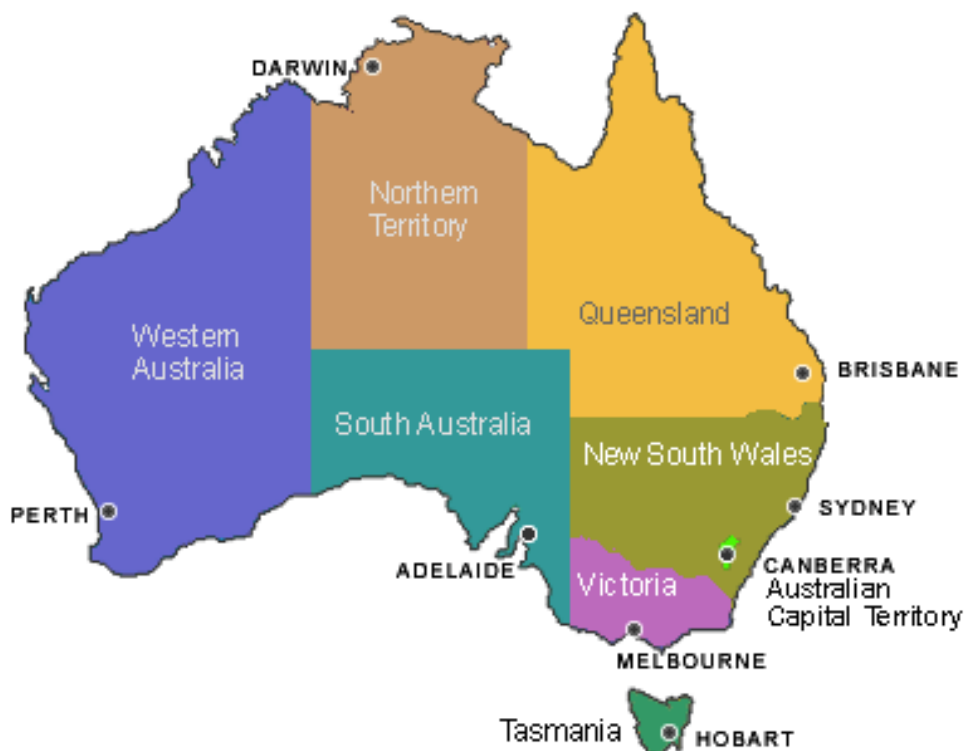 DARWIN
Northern
Territory
Queensland
Western
Australia
BRISBANE
South Australia
New South Wales
PERTH
SYDNEY
ADELAIDE
CANBERRA
Australian
Capital Territory
Victoria
MELBOURNE
Tasmania
HOBART